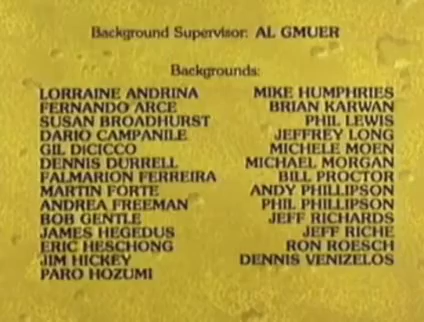 Background Supervisor: AL GMUER
Backgrounds:
LORRAINE ANDRINA
FERNANDO ARCE
SUSAN BROADHURST
DARIO CAMPANILE
GIL DICICCO
DENNIS DURRELL
FALMARION FERREIRA
MARTIN FORTE
ANDREA FREEMAN
BOB GENTLE
JAMES HEGEDUS
ERIC HESCHONG
JIM HICKEY
PARO HOZUMI
MIKE HUMPHRIES
BRIAN KARWAN
PHIL LEWIS
JEFFREY LONG
MICHELE MOEN
MICHAEL MORGAN
BILL PROCTOR
ANDY PHILLIPSON
PHIL PHILLIPSON
JEFF RICHARDS
JEFF RICHE
RON ROESCH
DENNIS VENIZELOS